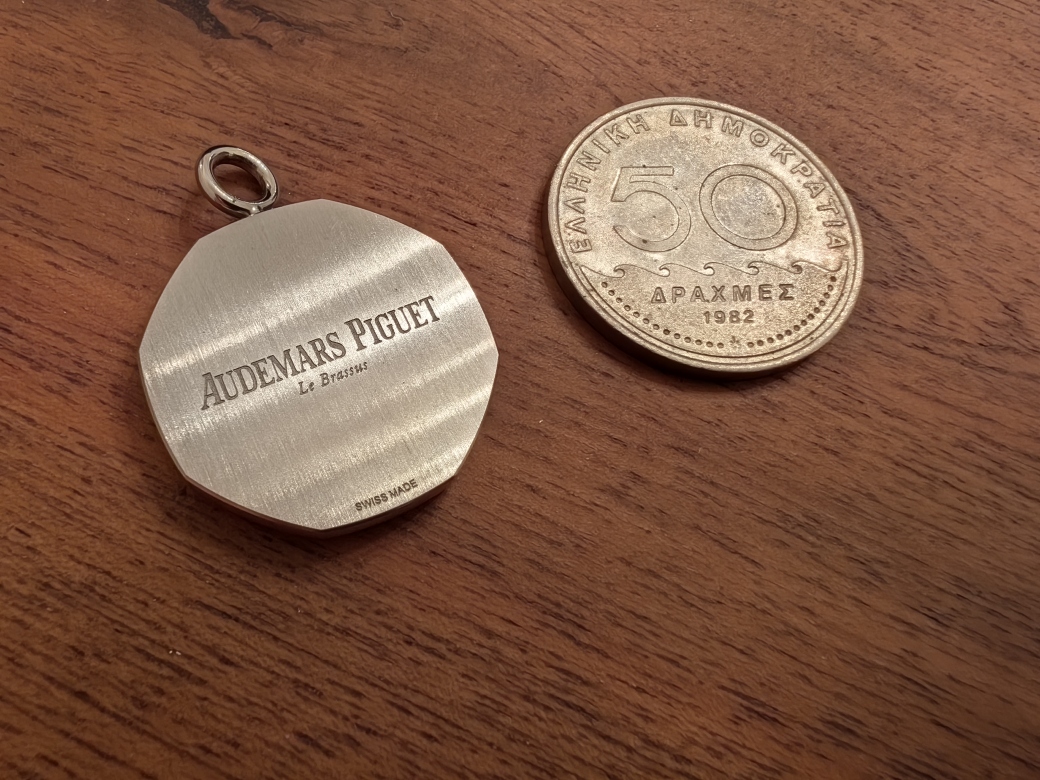 AUDEMARS PIGUET
Le Brassus
SWISS MADE
ΕΛΛΗΝΙΚΗ ΔΗΜΟΚΡΑΤΙΑ
50
ΔΡΑΧΜΕΣ
1982